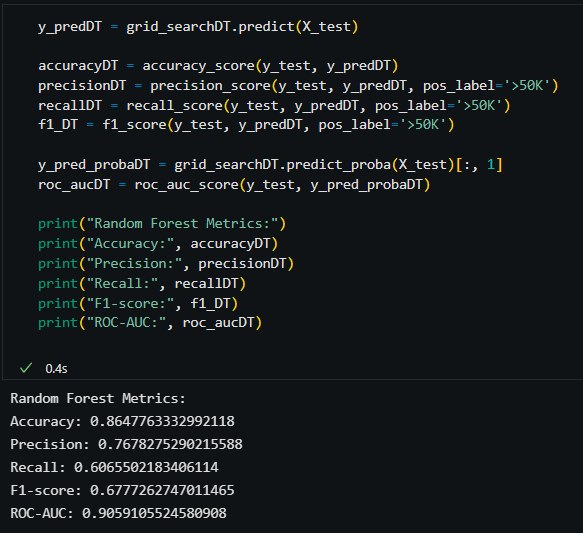 y_predDT = grid_searchDT.predict(X_test)
accuracyDT = accuracy_score(y_test, y_predDT)
precisionDT = precision_score(y_test, y_predDT, pos_label='>50K')
recallDT = recall_score(y_test, y_predDT, pos_label='>50K')
f1_DT = f1_score(y_test, y_predDT, pos_label='>50K')
y_pred_probaDT = grid_searchDT.predict_proba(X_test)[:, 1]
roc_aucDT = roc_auc_score(y_test, y_pred_probaDT)
print("Random Forest Metrics:")
print("Accuracy:", accuracyDT)
print("Precision:", precisionDT)
print("Recall:", recallDT)
print("F1-score:", f1_DT)
print("ROC-AUC:", roc_aucDT)
0.4s
Random Forest Metrics:
Accuracy: 0.8647763332992118
Precision: 0.7678275290215588
Recall: 0.6065502183406114
F1-score: 0.6777262747011465
ROC-AUC: 0.9059105524580908